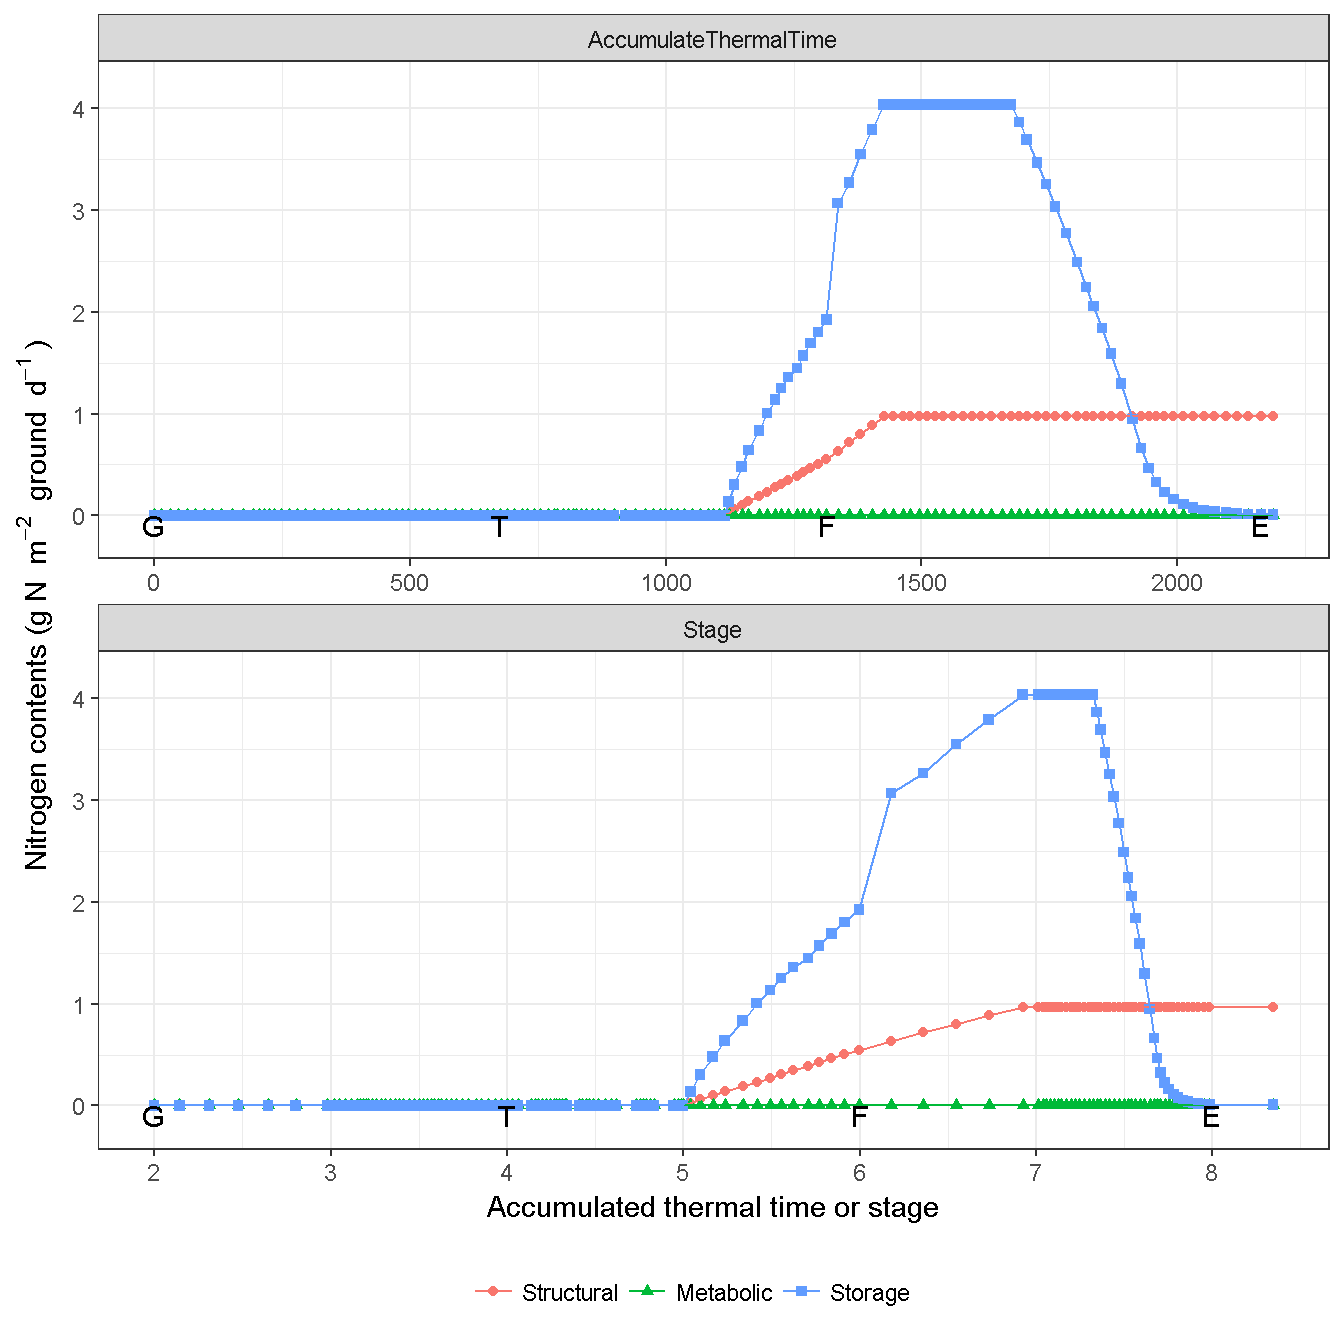 AccumulateThermalTime
4
3
2
1
0
G T F E
0 500 1000 1500 2000
Nitrogen contents (g N m−2 ground d−1)
Stage
4
3
2
1
0
G T F E
2 3 4 5 6 7 8
Accumulated thermal time or stage
Structural Metabolic Storage